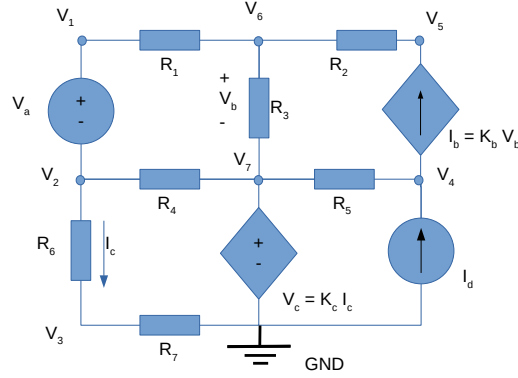 V1
V6
V5
R1
R2
Va
+
-
+
Vb
-
R3
Ib = Kb Vb
V2
V7
V4
R4
R5
R6
Ic
+
-
Vc = Kc Ic
Id
V3
R7
GND